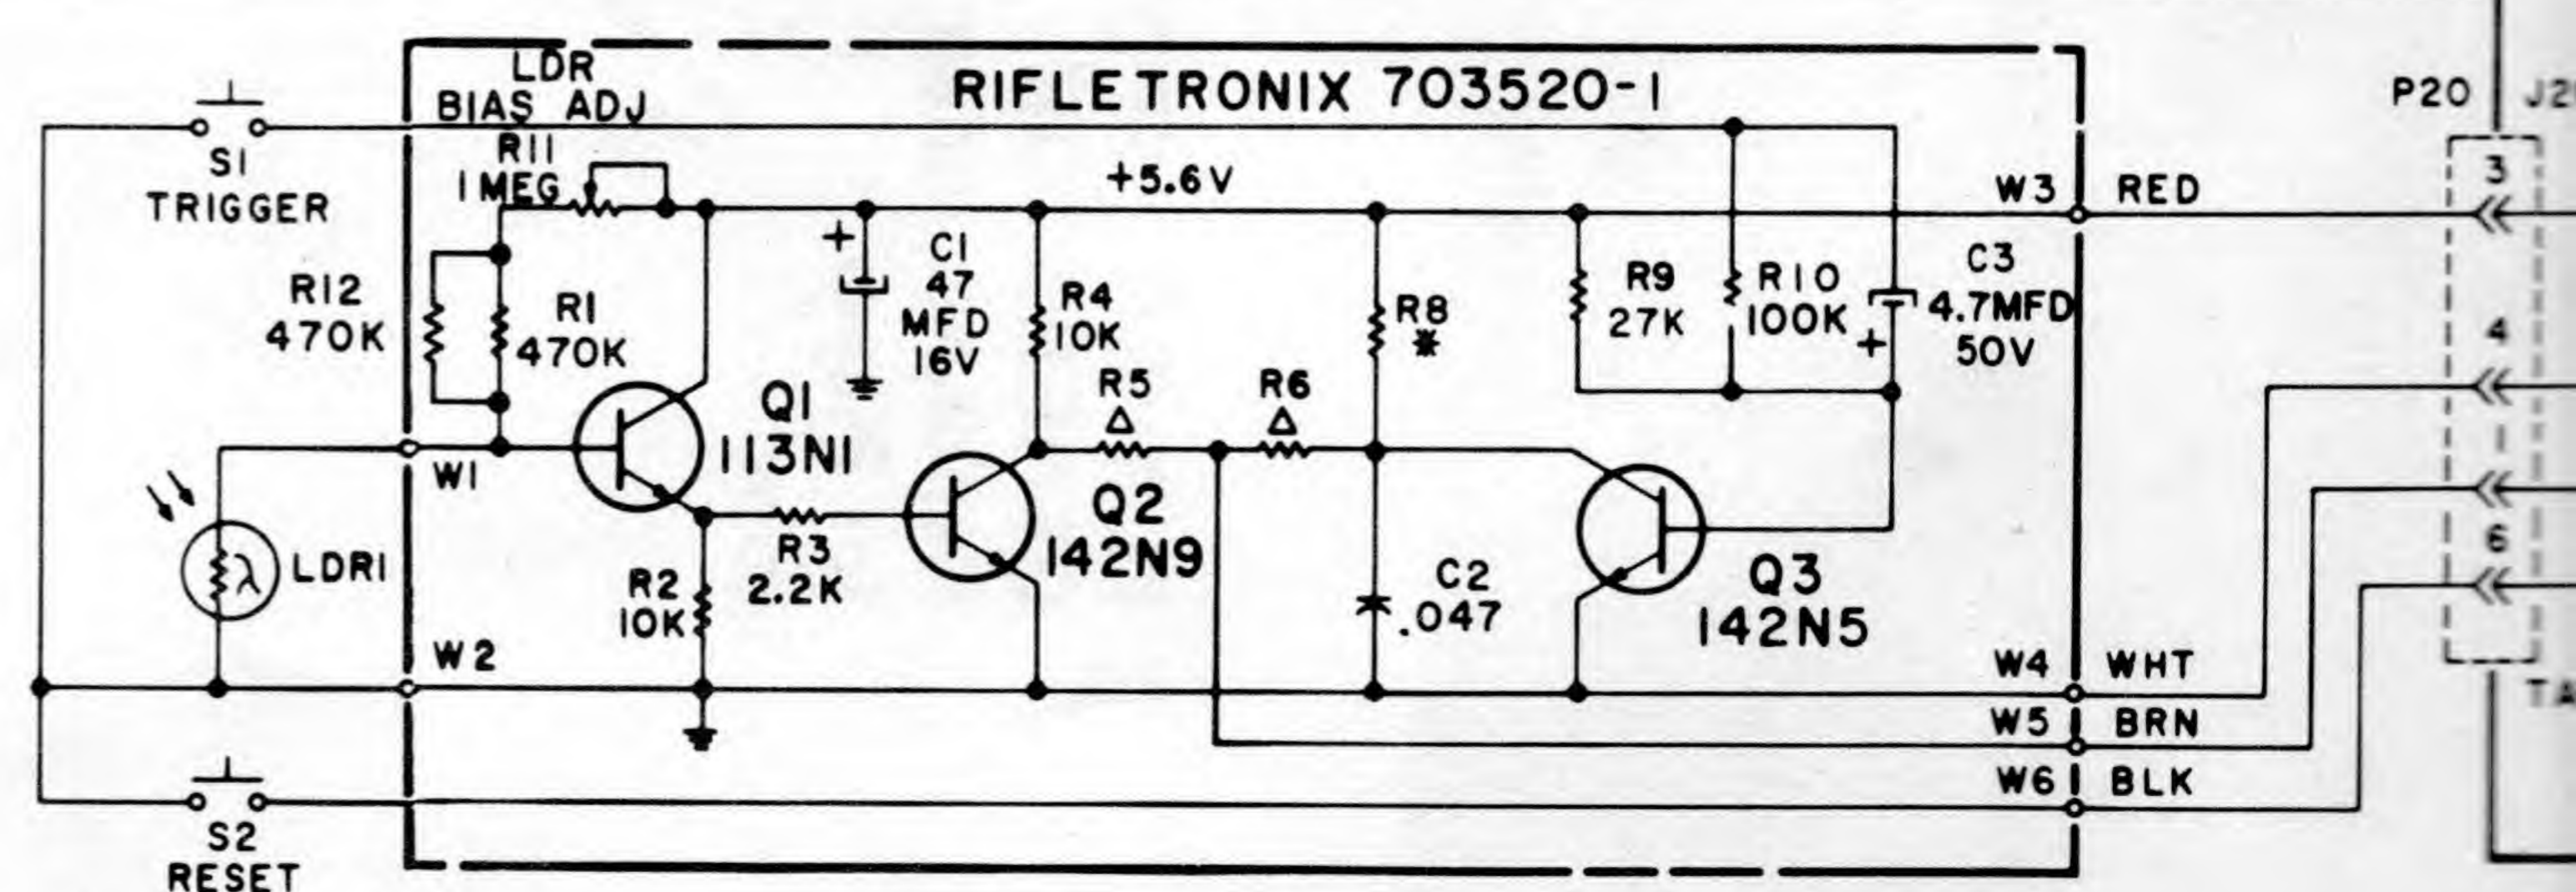 LDR
BIAS ADJ
RIFLETRONIX 703520-1
P20
S1
TRIGGER
R11
1 MEG
+5.6V
W3
RED
3
+
C1
47
MFD
16V
R12
470K
R1
470K
R4
10K
R8
*
R9
27K
R10
100K
C3
4.7MFD
50V
+
4
Q1
113N1
R5
Δ
R6
Δ
1
W1
R3
2.2K
Q2
142N9
6
λ
LDR1
R2
10K
C2
.047
Q3
142N5
W2
W4
WHT
W5
BRN
W6
BLK
S2
RESET